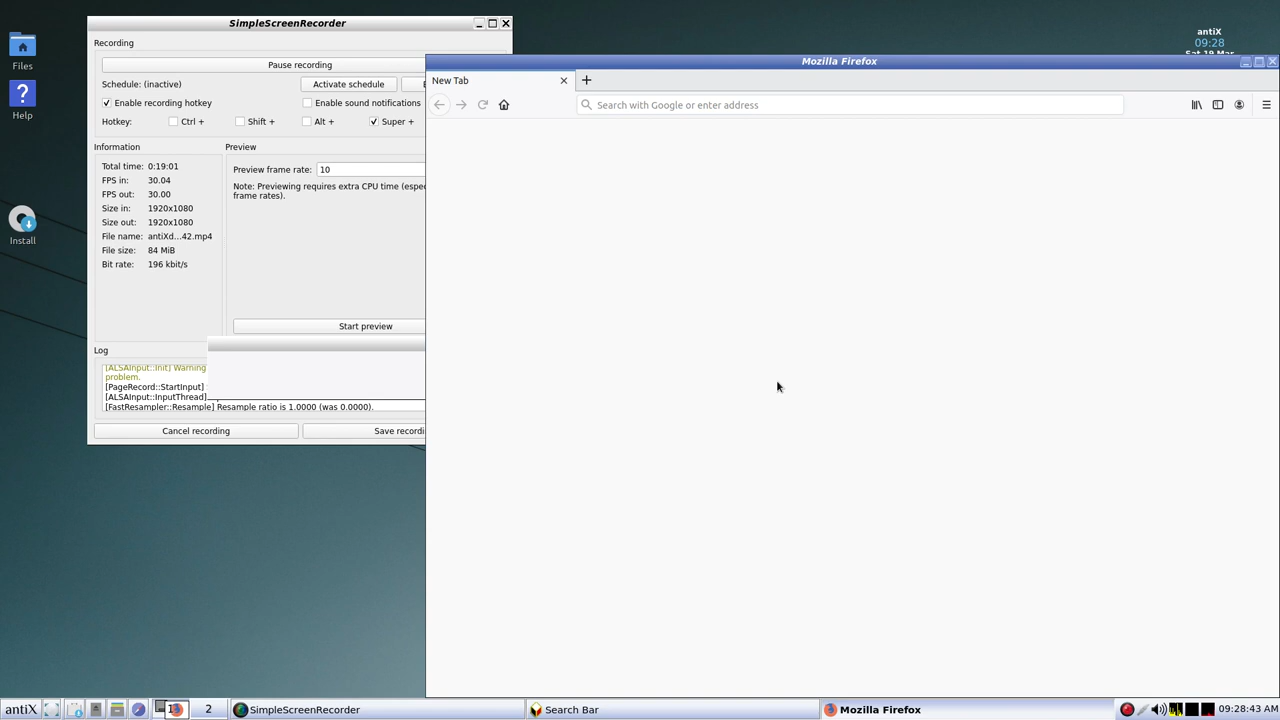 SimpleScreenRecorder
Recording
Pause recording
Schedule: (inactive)
Activate schedule
Enable recording hotkey
Enable sound notifications
Hotkey:
Ctrl +
Shift +
Alt +
Super +
Information
Total time: 0:19:01
FPS in: 30.04
FPS out: 30.00
Size in: 1920x1080
Size out: 1920x1080
File name: antiXd...42.mp4
File size: 84 MiB
Bit rate: 196 kbit/s
Preview
Preview frame rate: 10
Note: Previewing requires extra CPU time (espec
frame rates).
Start preview
Log
[ALSAInput::Init] Warning
problem.
[PageRecord::StartInput]
[ALSAInput::InputThread]
[FastResampler::Resample] Resample ratio is 1.0000 (was 0.0000).
Cancel recording
Save recordi
Files
Help
Install
antiX
09:28
Mozilla Firefox
New Tab
Search with Google or enter address
antiX
1
2
SimpleScreenRecorder
Search Bar
Mozilla Firefox
09:28:43 AM